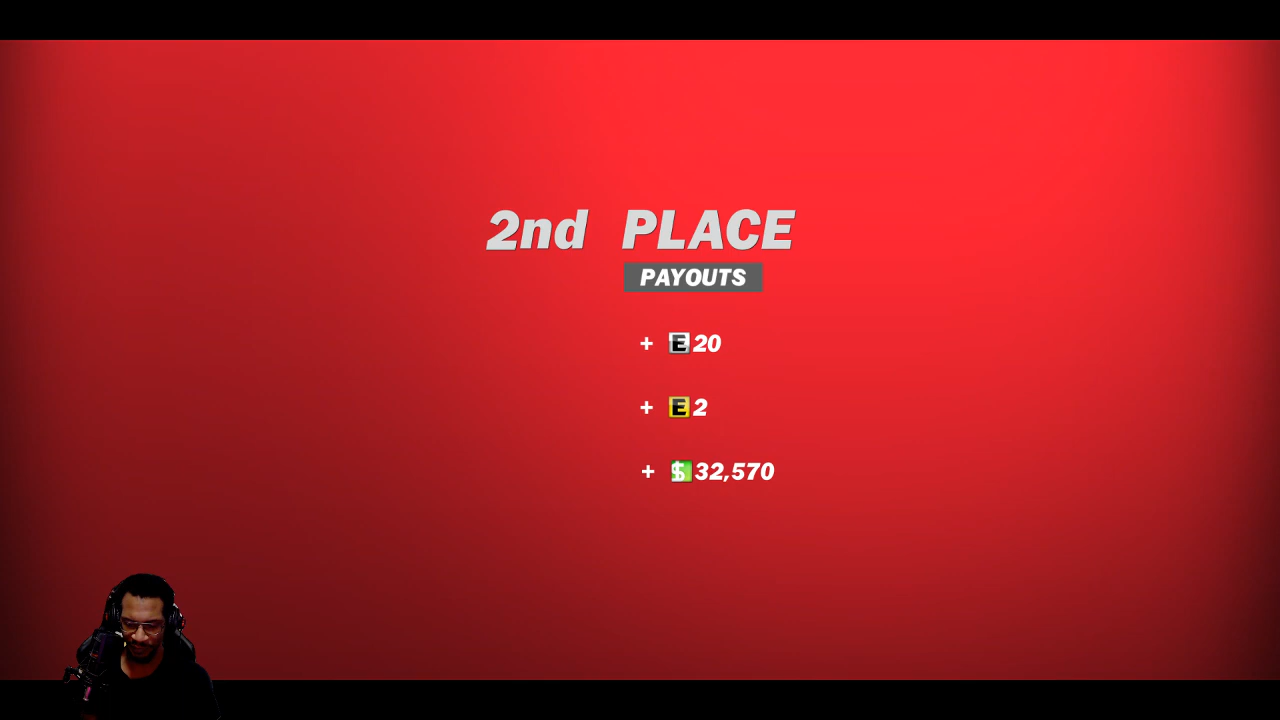 2nd PLACE
PAYOUTS
+ E 20
+ E 2
+ $ 32,570